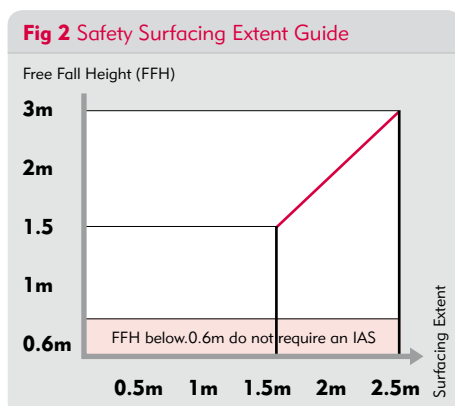 Fig 2 Safety Surfacing Extent Guide
Free Fall Height (FFH)
3m
2m
1.5
1m
0.6m
FFH below.0.6m do not require an IAS
0.5m 1m 1.5m 2m 2.5m
Surfacing Extent